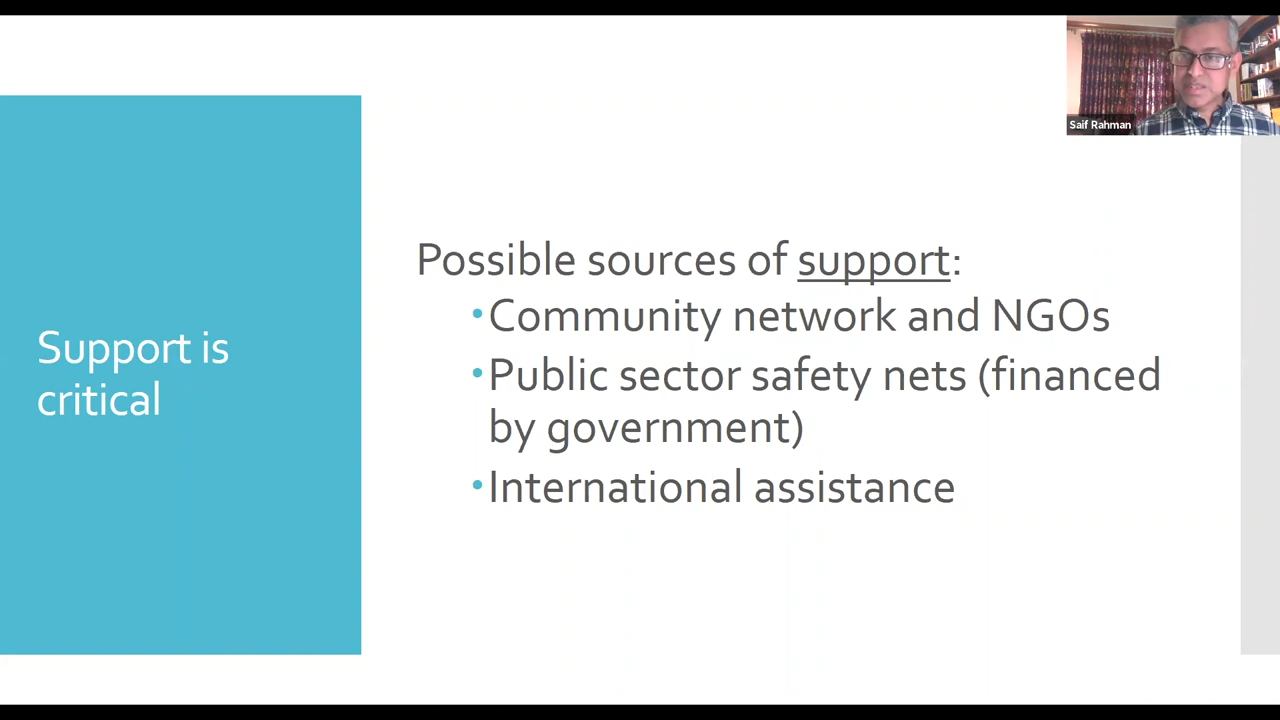 Saif Rahman
Support is
critical
Possible sources of support:
•Community network and NGOs
•Public sector safety nets (financed
by government)
•International assistance